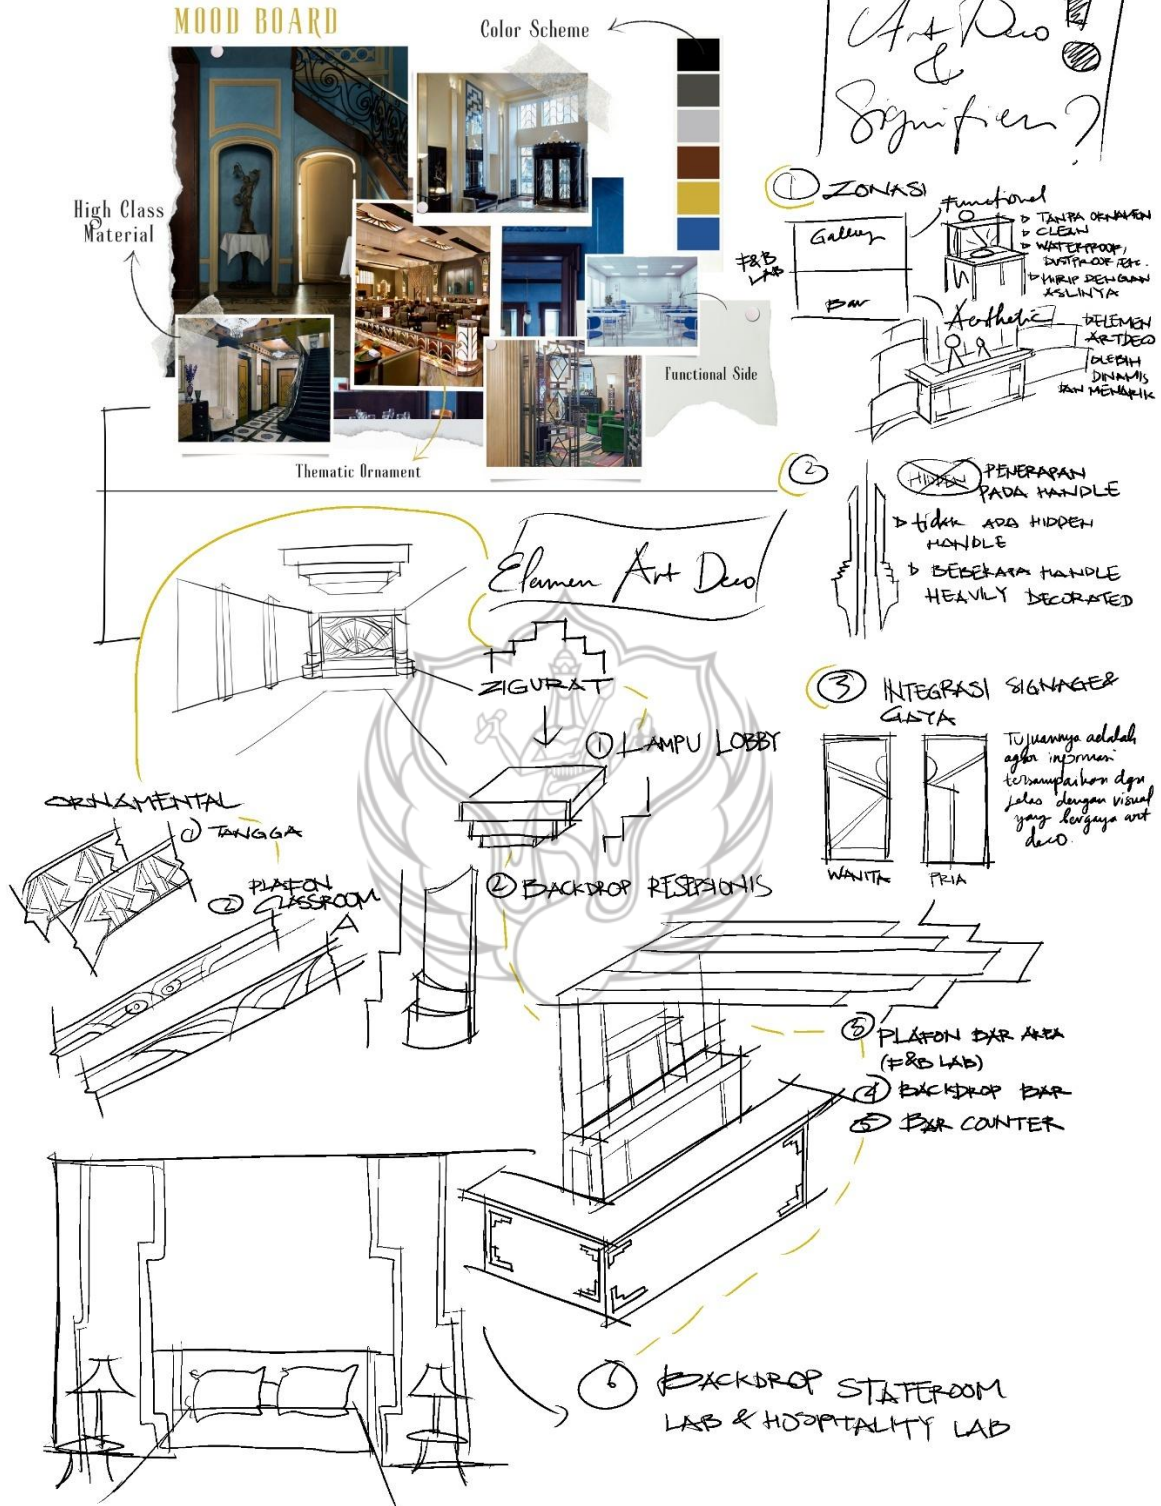 MOOD BOARD
Color Scheme
High Class
Material
Functional Side
Thematic Ornament
Art Deco
&
Signifier?
1 ZONASI
F&B
LAB
Galley
Bar
Functional
TANPA ORNAMEN
CLEAN
WATERPROOF,
DUSTPROOF, ETC.
MIRIP DENGAN
ASLINYA
Aesthetic
ELEMEN
ARTDECO
LEBIH
DINAMIS
DAN MENARIK
2 HIDDEN PENERAPAN
PADA HANDLE
tidak ADA HIDDEN
HANDLE
BEBERAPA HANDLE
HEAVILY DECORATED
3 INTEGRASI SIGNAGE &
GAYA
WANITA
PRIA
Tujuannya adalah
agar informasi
tersampaikan dgn
jelas dengan visual
yang bergaya art
deco.
Elemen Art Deco
ZIGURAT
1 LAMPU LOBBY
2 BACKDROP RESEPSIONIS
ORNAMENTAL
1 TANGGA
2 PLAFON
CLASSROOM
A
3 PLAFON BAR AREA
(F&B LAB)
4 BACKDROP BAR
5 BAR COUNTER
6 BACKDROP STATEROOM
LAB & HOSPITALITY LAB